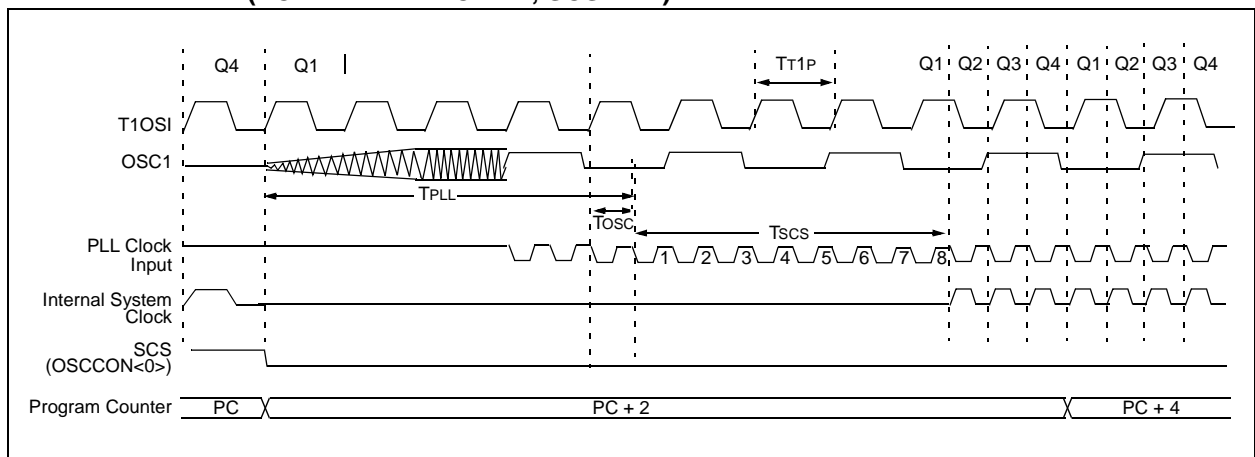 Q4 Q1 TT1P Q1 Q2 Q3 Q4 Q1 Q2 Q3 Q4
T1OSI
OSC1
TPLL
TOSC
TSCS
PLL Clock
Input
1 2 3 4 5 6 7 8
Internal System
Clock
SCS
(OSCCON<0>)
Program Counter PC PC + 2 PC + 4